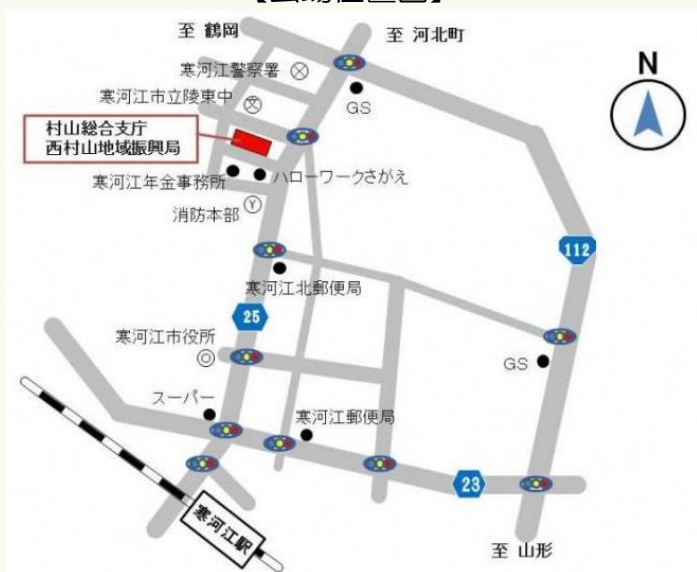 至 鶴岡
至 河北町
寒河江警察署
N
寒河江市立陵東中
文
GS
村山総合支庁
西村山地域振興局
寒河江年金事務所
ハローワークさがえ
消防本部
Y
112
寒河江北郵便局
25
寒河江市役所
GS
スーパー
寒河江郵便局
23
寒河江駅
至 山形